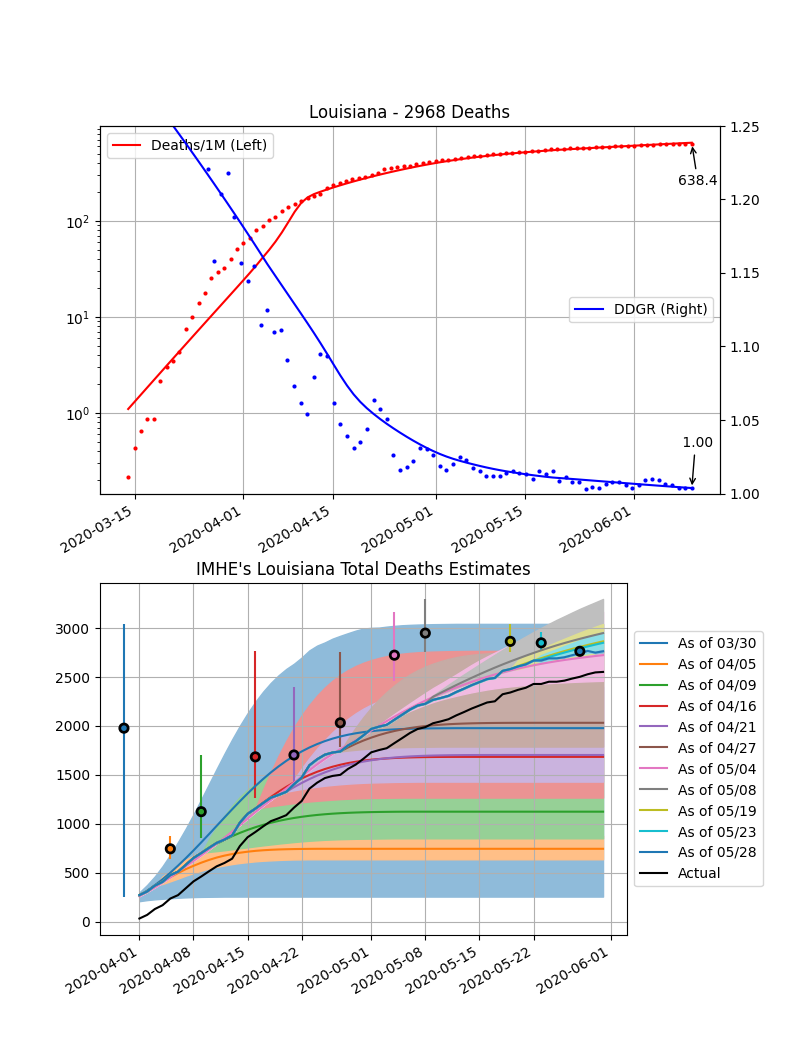 Louisiana - 2968 Deaths
Deaths/1M (Left)
DDGR (Right)
638.4
1.00
10²
10¹
10⁰
1.25
1.20
1.15
1.10
1.05
1.00
2020-03-15
2020-04-01
2020-04-15
2020-05-01
2020-05-15
2020-06-01
IMHE's Louisiana Total Deaths Estimates
3000
2500
2000
1500
1000
500
0
2020-04-01
2020-04-08
2020-04-15
2020-04-22
2020-05-01
2020-05-08
2020-05-15
2020-05-22
2020-06-01
As of 03/30
As of 04/05
As of 04/09
As of 04/16
As of 04/21
As of 04/27
As of 05/04
As of 05/08
As of 05/19
As of 05/23
As of 05/28
Actual